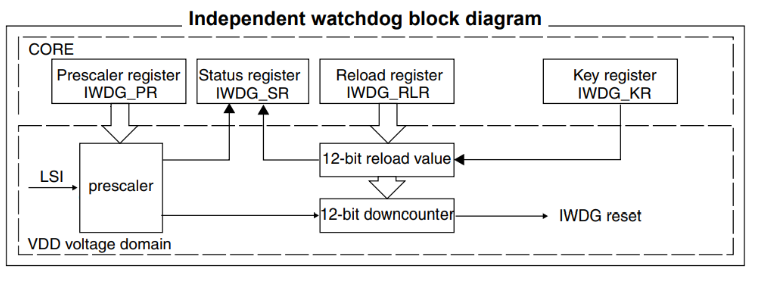 Independent watchdog block diagram
CORE
Prescaler register
IWDG_PR
Status register
IWDG_SR
Reload register
IWDG_RLR
Key register
IWDG_KR
LSI
prescaler
12-bit reload value
12-bit downcounter
IWDG reset
VDD voltage domain